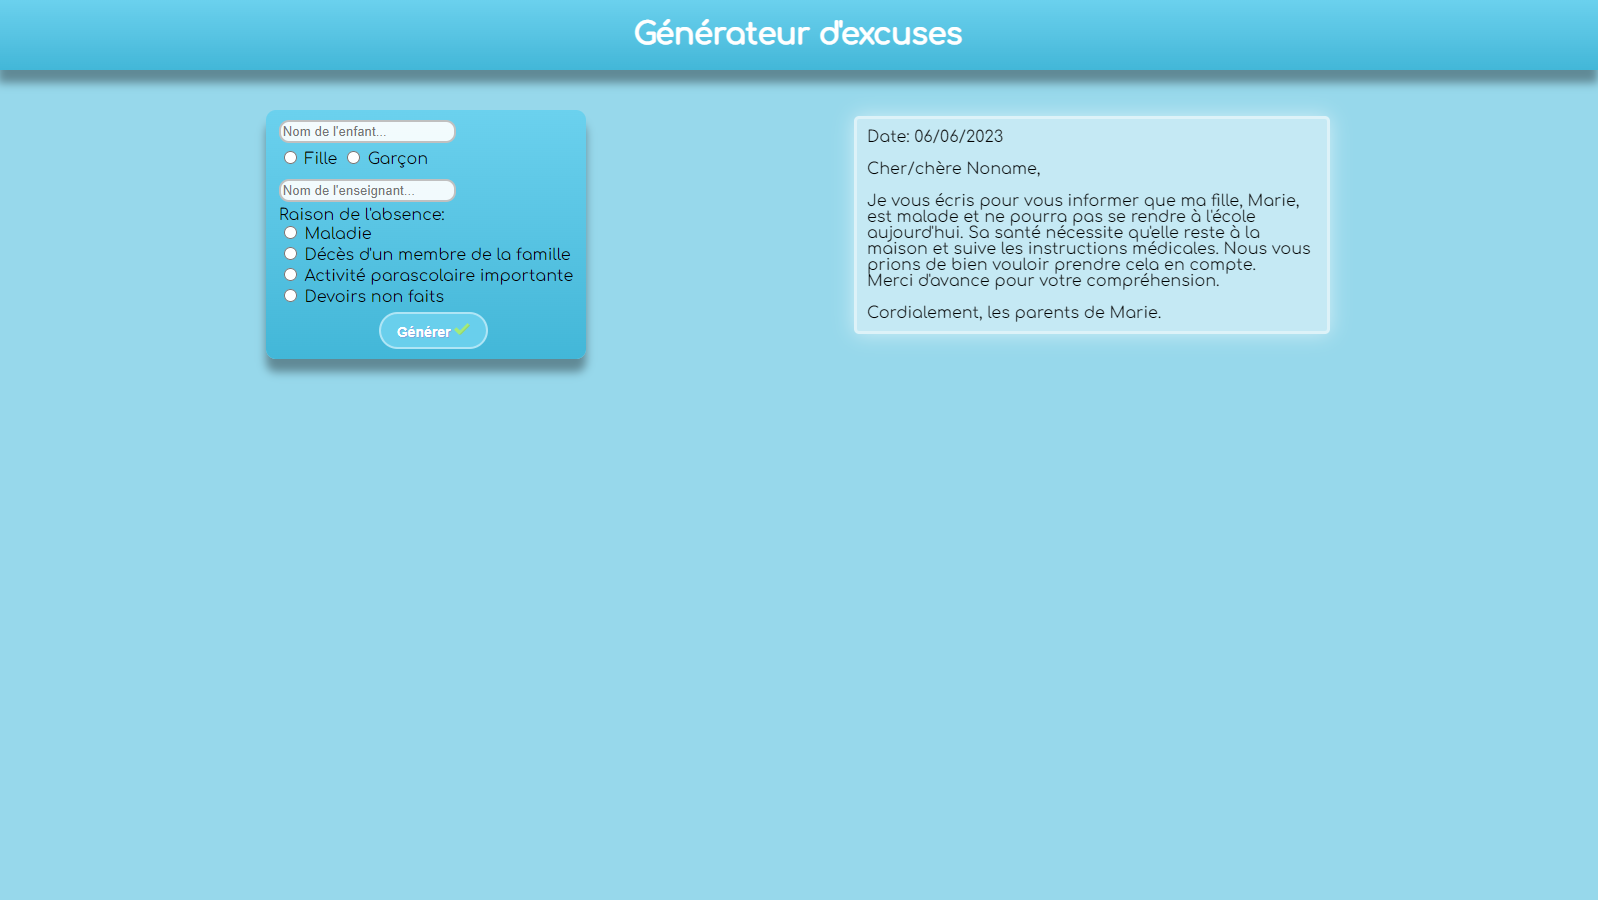 Générateur d'excuses
Nom de l'enfant...
Fille Garçon
Nom de l'enseignant...
Raison de l'absence:
Maladie
Décès d'un membre de la famille
Activité parascolaire importante
Devoirs non faits
Générer
Date: 06/06/2023
Cher/chère Noname,
Je vous écris pour vous informer que ma fille, Marie,
est malade et ne pourra pas se rendre à l'école
aujourd'hui. Sa santé nécessite qu'elle reste à la
maison et suive les instructions médicales. Nous vous
prions de bien vouloir prendre cela en compte.
Merci d'avance pour votre compréhension.
Cordialement, les parents de Marie.